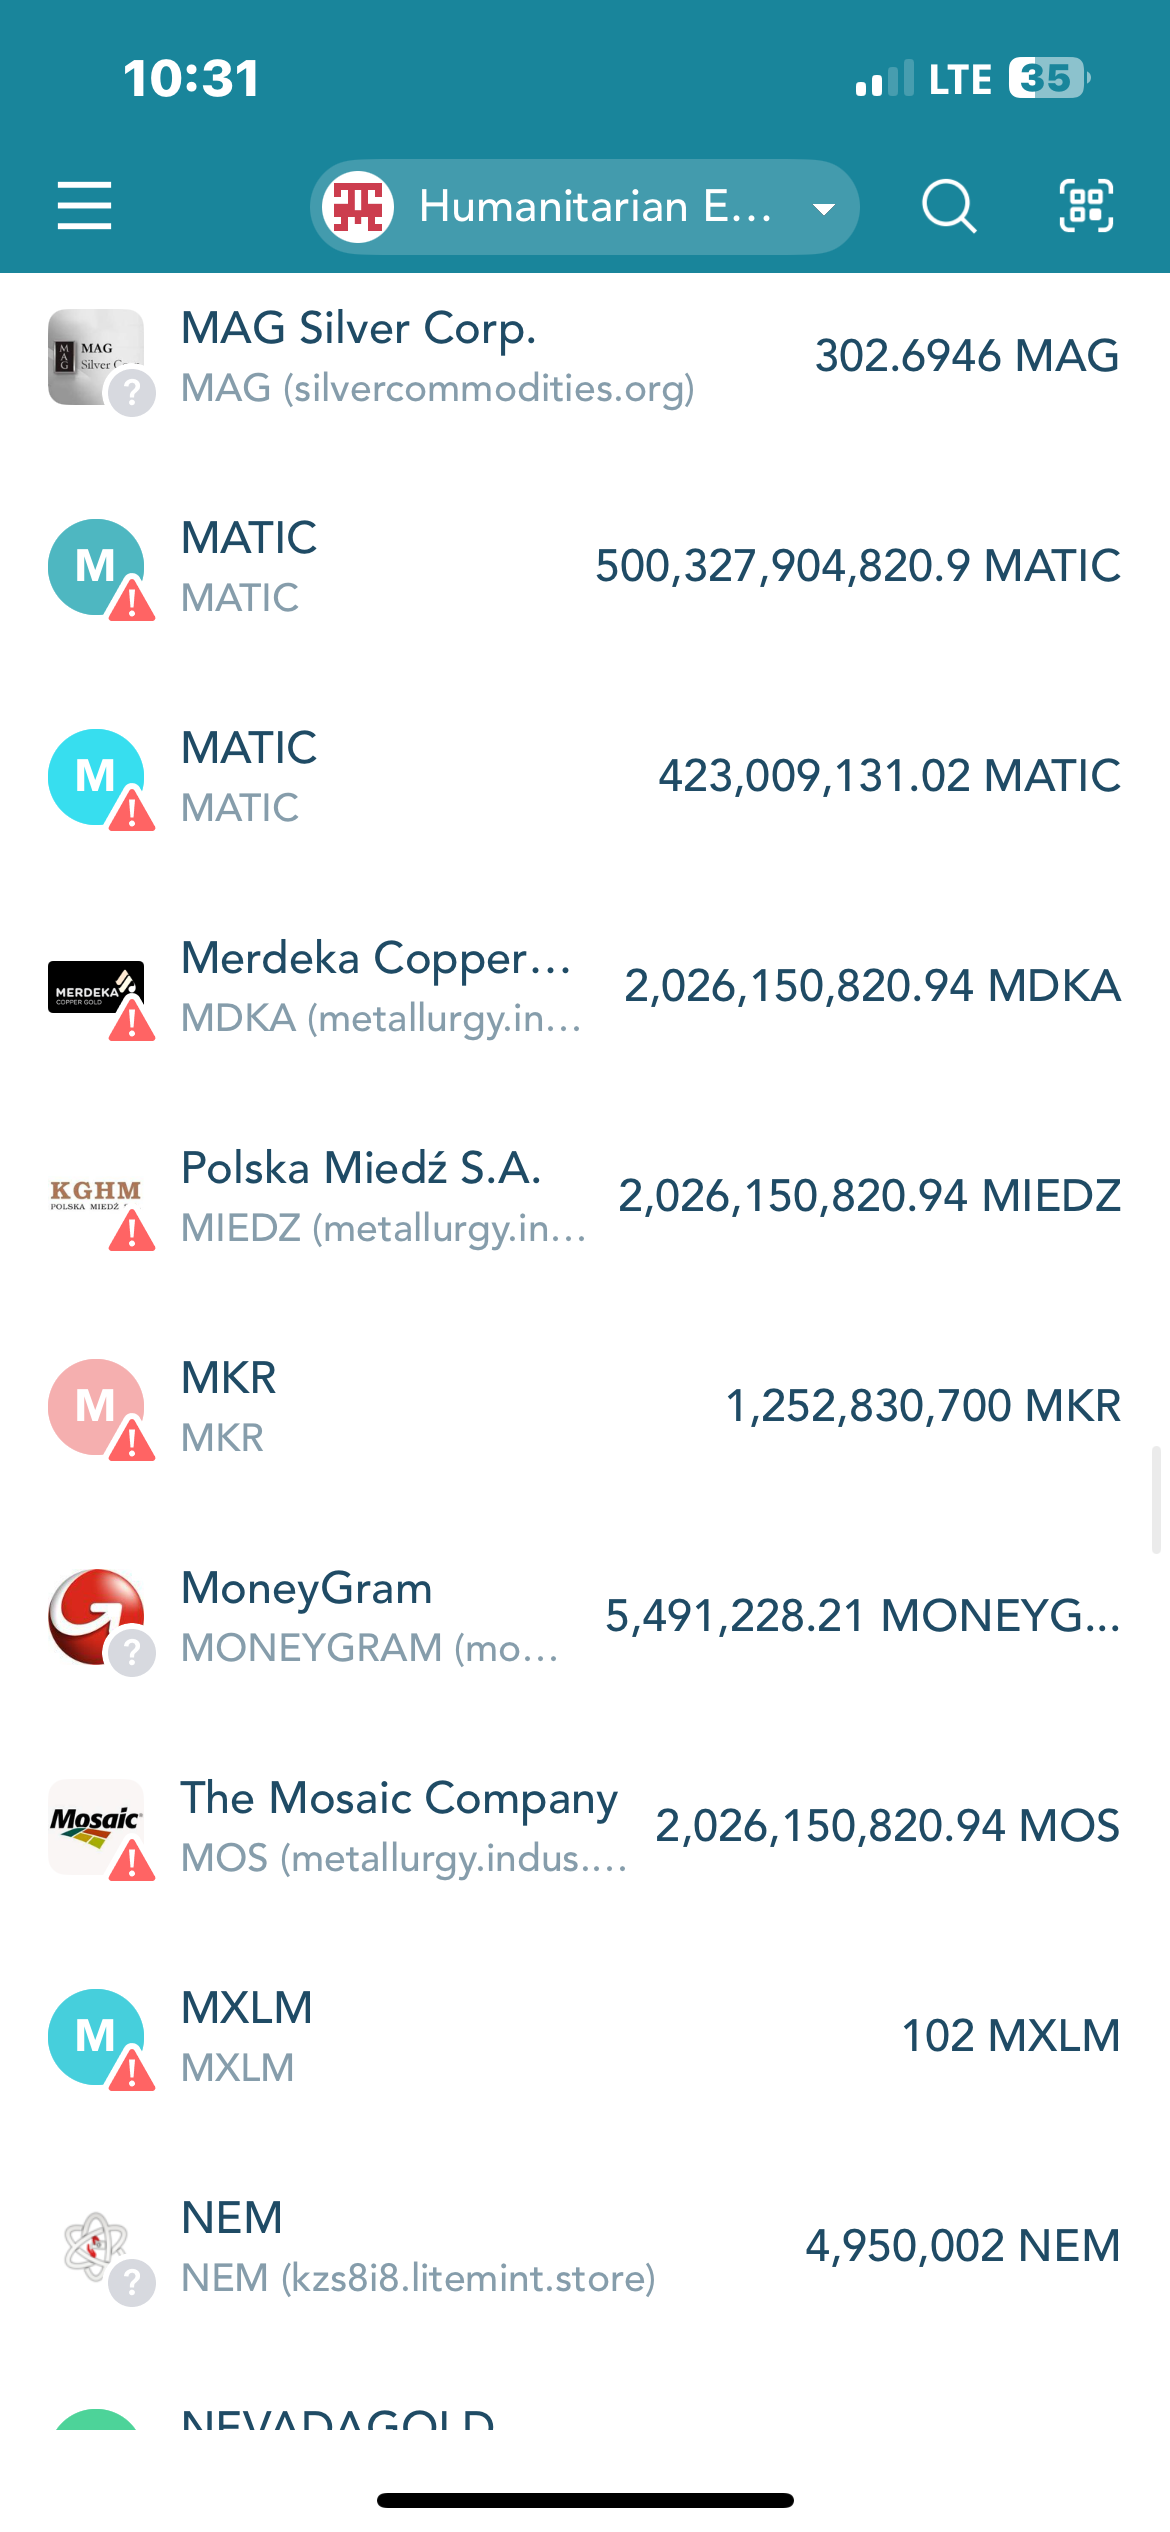 10:31
LTE 35
Humanitarian E...
MAG Silver Corp.
MAG
MAG
Silver
302.6946 MAG
MAG (silvercommodities.org)
MATIC
M
500,327,904,820.9 MATIC
MATIC
MATIC
M
423,009,131.02 MATIC
MATIC
Merdeka Copper...
MERDEKA
COPPER GOLD
2,026,150,820.94 MDKA
MDKA (metallurgy.in...
Polska Miedź S.A.
KGHM
POLSKA MIEDŹ
2,026,150,820.94 MIEDZ
MIEDZ (metallurgy.in...
MKR
M
1,252,830,700 MKR
MKR
MoneyGram
5,491,228.21 MONEYG...
MONEYGRAM (mo...
The Mosaic Company
Mosaic
2,026,150,820.94 MOS
MOS (metallurgy.indus....
MXLM
M
102 MXLM
MXLM
NEM
4,950,002 NEM
NEM (kzs8i8.litemint.store)
NEVADAGOLD